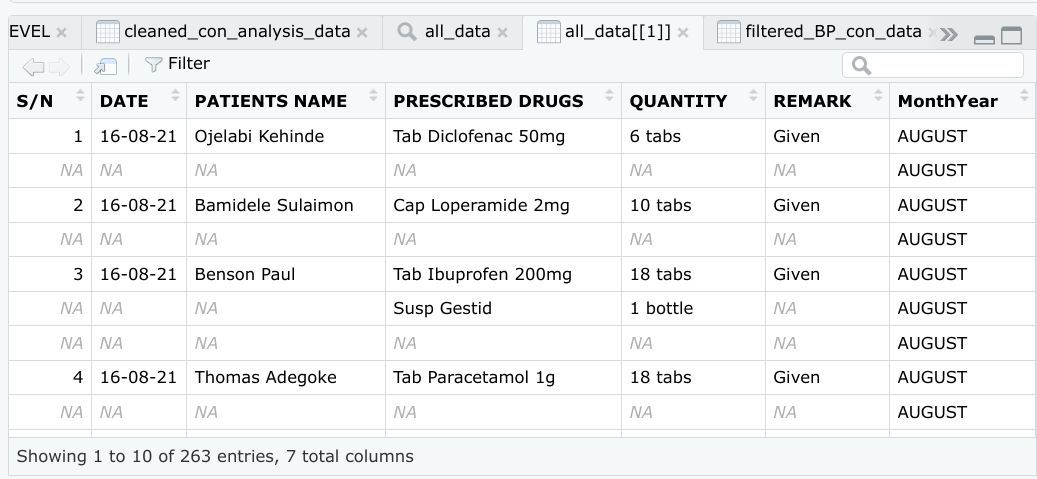 EVEL cleaned_con_analysis_data all_data all_data[[1]] filtered_BP_con_data
Filter
S/N DATE PATIENTS NAME PRESCRIBED DRUGS QUANTITY REMARK MonthYear
1 16-08-21 Ojelabi Kehinde Tab Diclofenac 50mg 6 tabs Given AUGUST
NA NA NA NA NA NA AUGUST
2 16-08-21 Bamidele Sulaimon Cap Loperamide 2mg 10 tabs Given AUGUST
NA NA NA NA NA NA AUGUST
3 16-08-21 Benson Paul Tab Ibuprofen 200mg 18 tabs Given AUGUST
NA NA NA Susp Gestid 1 bottle NA AUGUST
NA NA NA NA NA NA AUGUST
4 16-08-21 Thomas Adegoke Tab Paracetamol 1g 18 tabs Given AUGUST
NA NA NA NA NA NA AUGUST
Showing 1 to 10 of 263 entries, 7 total columns